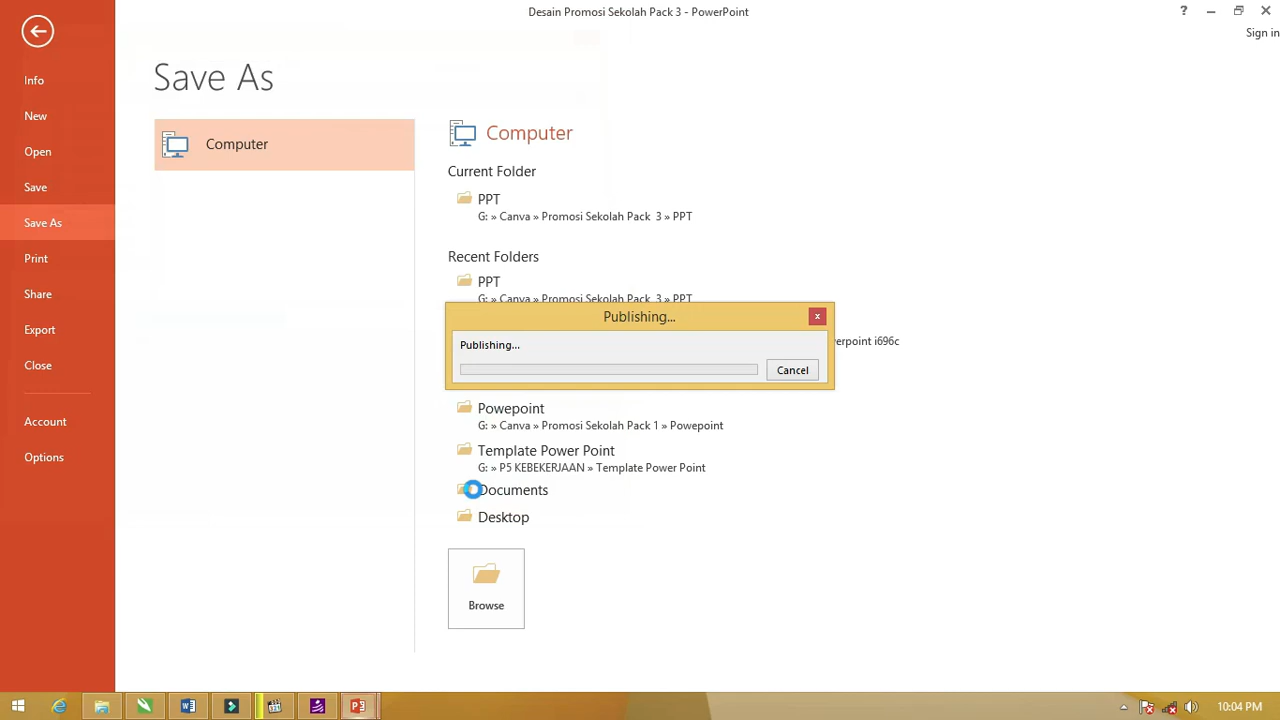 Desain Promosi Sekolah Pack 3 - PowerPoint
?
Sign in
Info
New
Open
Save
Save As
Print
Share
Export
Close
Account
Options
Save As
Computer
Computer
Current Folder
PPT
G: » Canva » Promosi Sekolah Pack 3 » PPT
Recent Folders
PPT
G: » Canva » Promosi Sekolah Pack 3 » PPT
Publishing...
x
Publishing...
Cancel
i696c
Powepoint
G: » Canva » Promosi Sekolah Pack 1 » Powepoint
Template Power Point
G: » P5 KEBEKERJAAN » Template Power Point
Documents
Desktop
Browse
10:04 PM